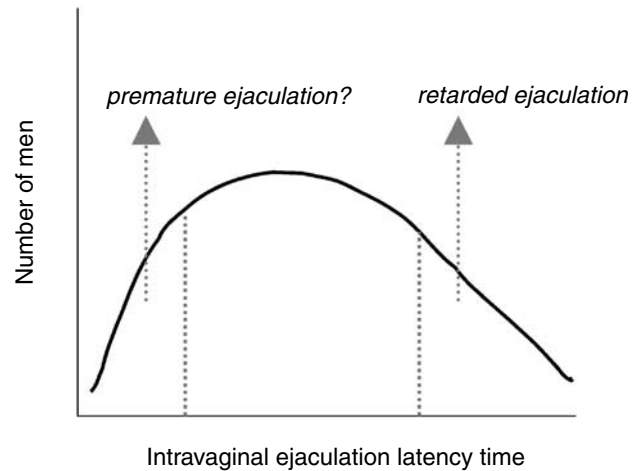 premature ejaculation?
retarded ejaculation
Number of men
Intravaginal ejaculation latency time